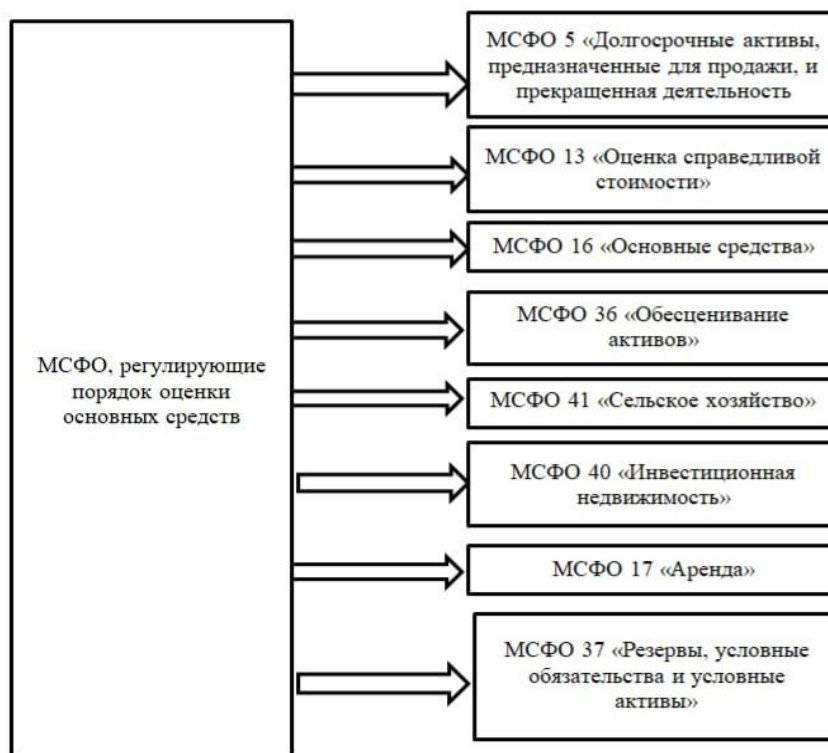 МСФО, регулирующие
порядок оценки
основных средств
МСФО 5 «Долгосрочные активы,
предназначенные для продажи, и
прекращенная деятельность
МСФО 13 «Оценка справедливой
стоимости»
МСФО 16 «Основные средства»
МСФО 36 «Обесценивание
активов»
МСФО 41 «Сельское хозяйство»
МСФО 40 «Инвестиционная
недвижимость»
МСФО 17 «Аренда»
МСФО 37 «Резервы, условные
обязательства и условные
активы»